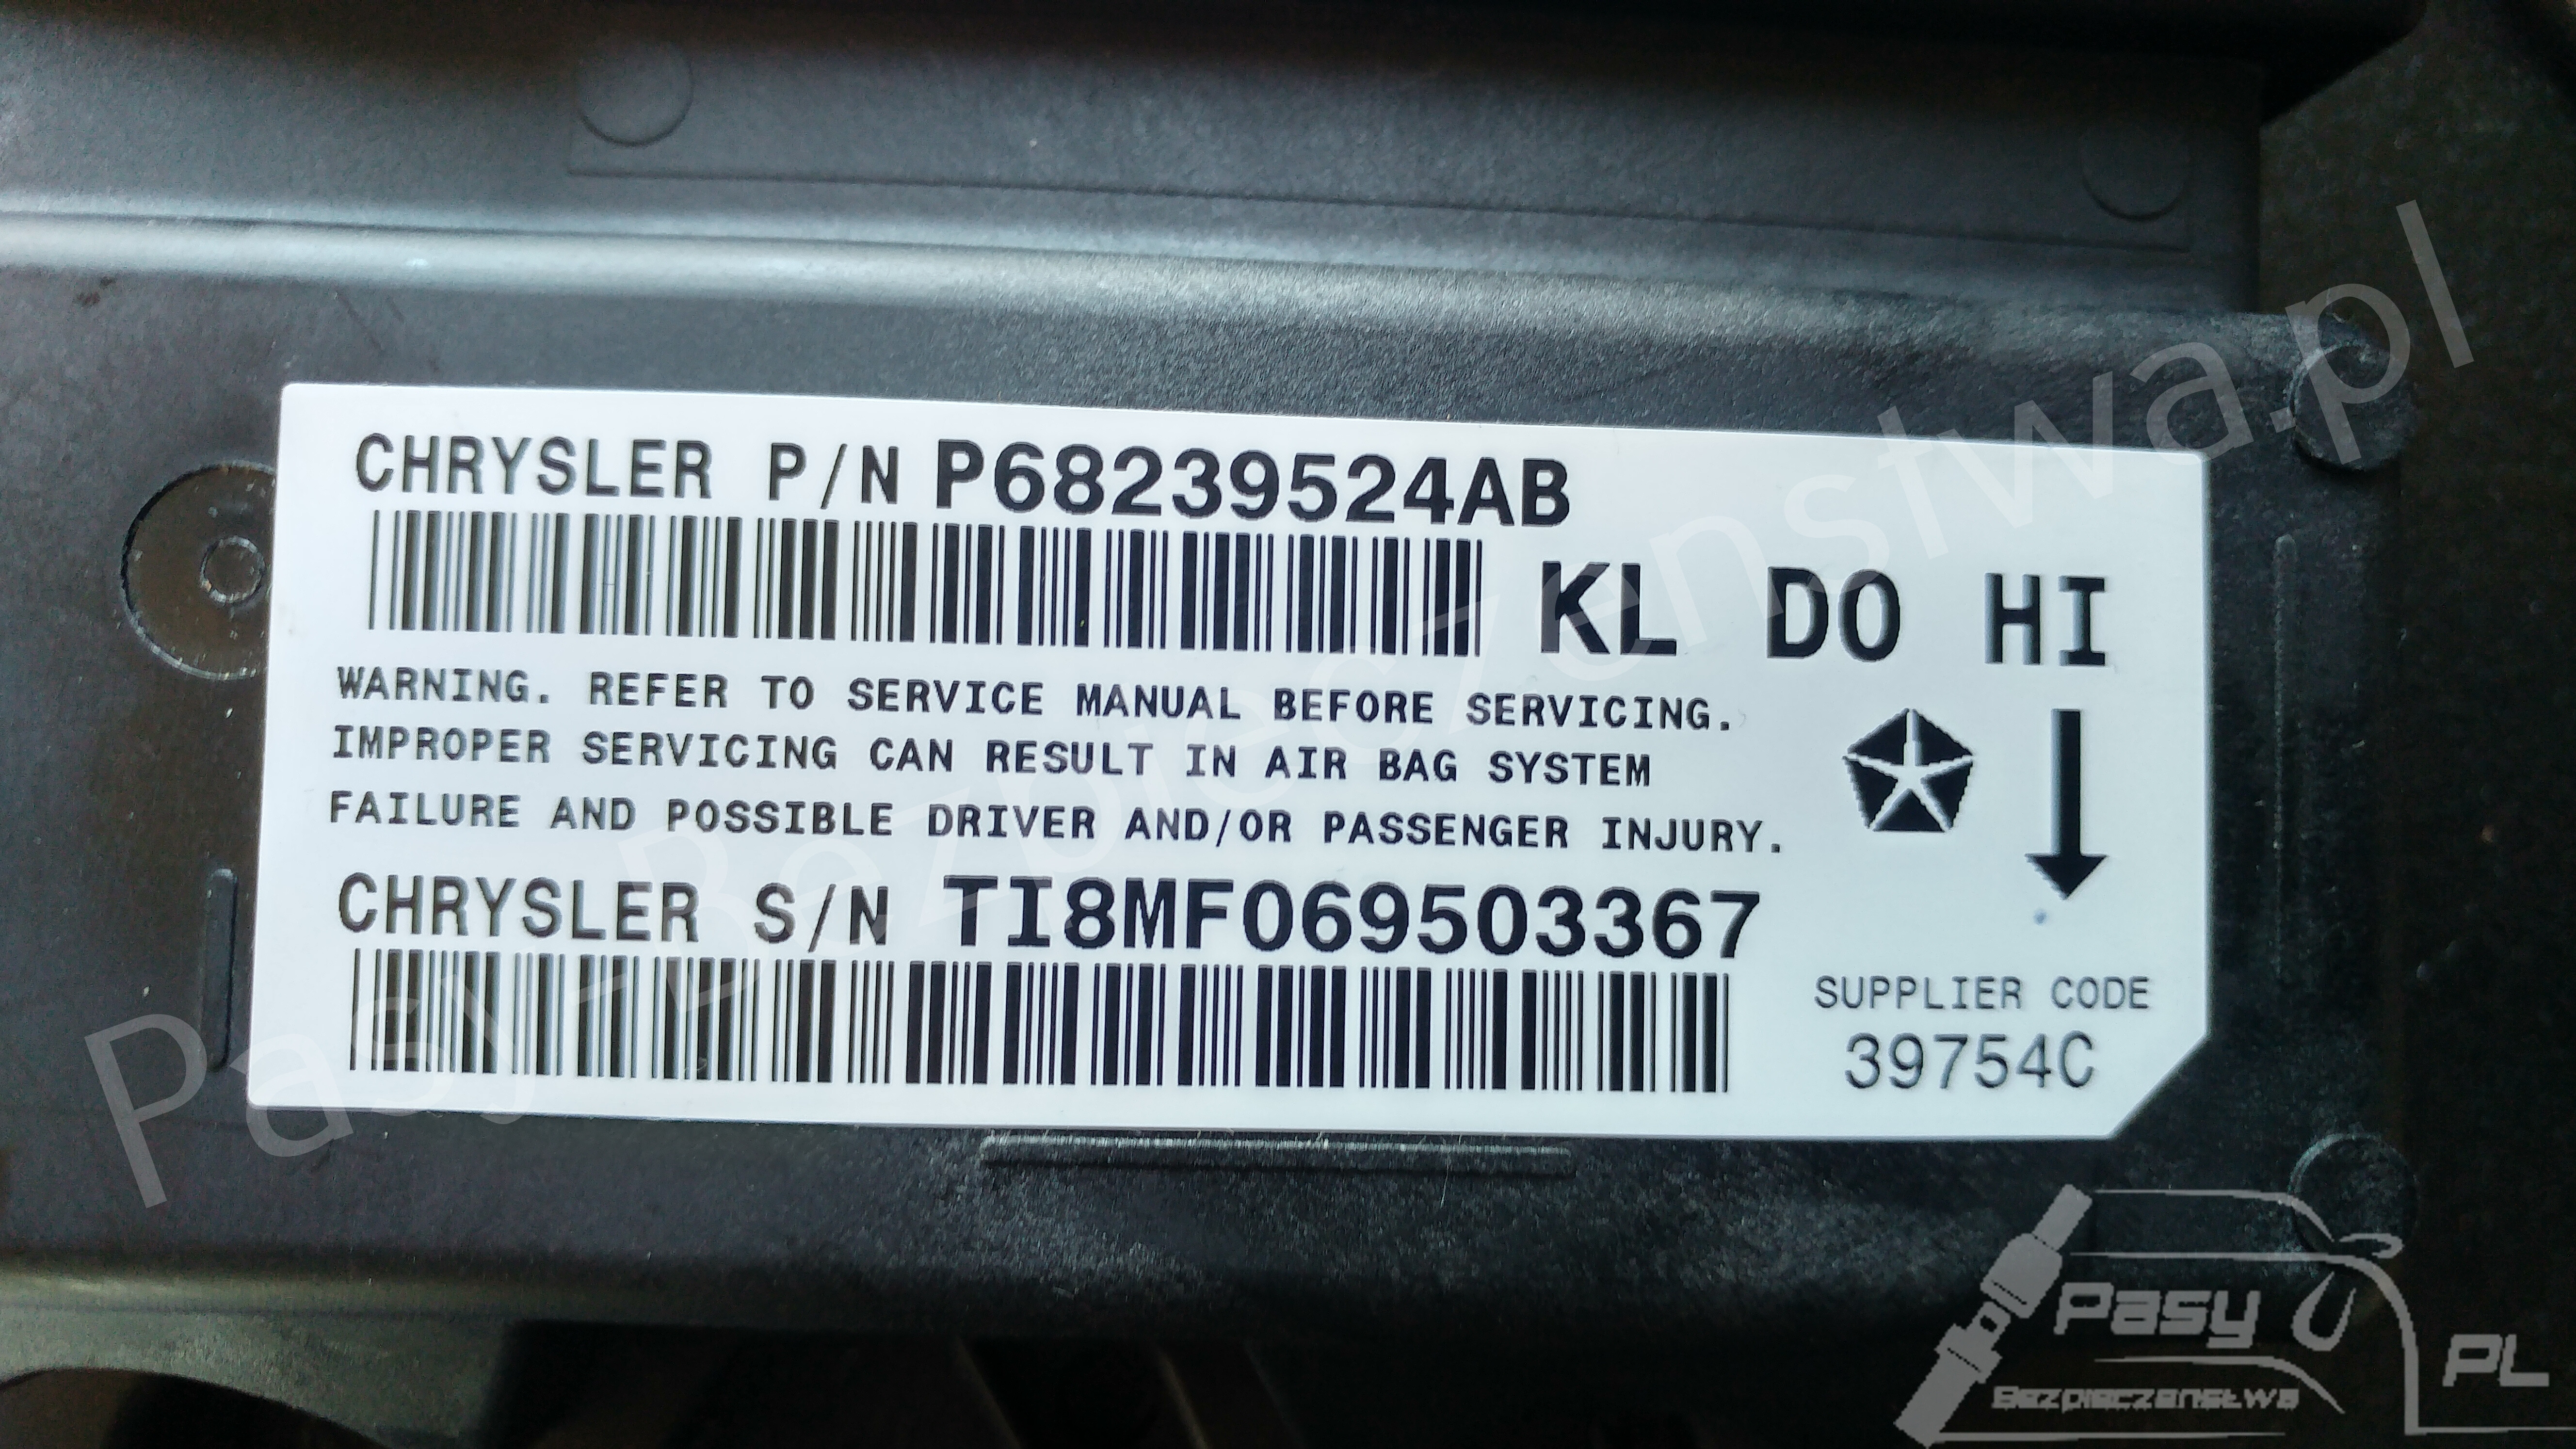 CHRYSLER P/N P68239524AB
KL DO HI
WARNING. REFER TO SERVICE MANUAL BEFORE SERVICING.
IMPROPER SERVICING CAN RESULT IN AIR BAG SYSTEM
FAILURE AND POSSIBLE DRIVER AND/OR PASSENGER INJURY.
CHRYSLER S/N TI8MF069503367
SUPPLIER CODE
39754C
Pasy-Bezpieczenstwa.pl
Pasy
PL
Bezpieczenstwa